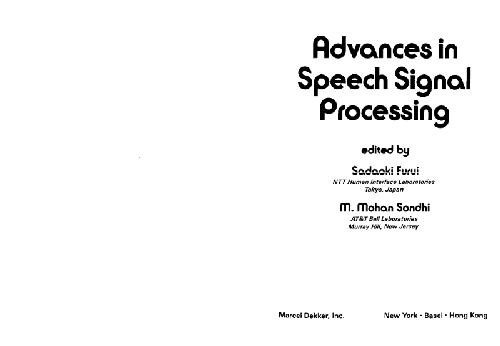 Advances in
Speech Signal
Processing
edited by
Sadaoki Furui
NTT Human Interface Laboratories
Tokyo, Japan
M. Mohan Sondhi
AT&T Bell Laboratories
Murray Hill, New Jersey
Marcel Dekker, Inc. New York • Basel • Hong Kong